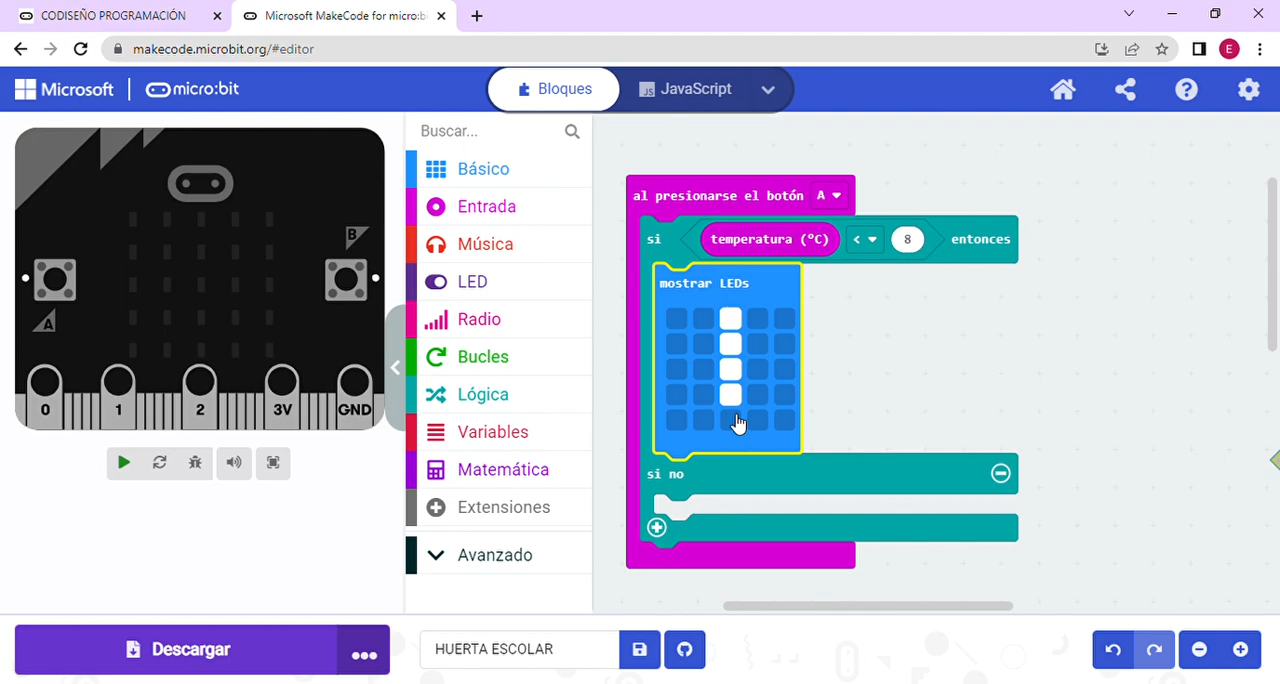 CODISEÑO PROGRAMACIÓN
Microsoft MakeCode for micro:bi
makecode.microbit.org/#editor
E
Microsoft
micro:bit
Bloques
JS JavaScript
B
A
0 1 2 3V GND
Buscar...
Básico
Entrada
Música
LED
Radio
Bucles
Lógica
Variables
Matemática
Extensiones
Avanzado
al presionarse el botón A
si temperatura (ºC) < 8 entonces
mostrar LEDs
si no
Descargar
HUERTA ESCOLAR